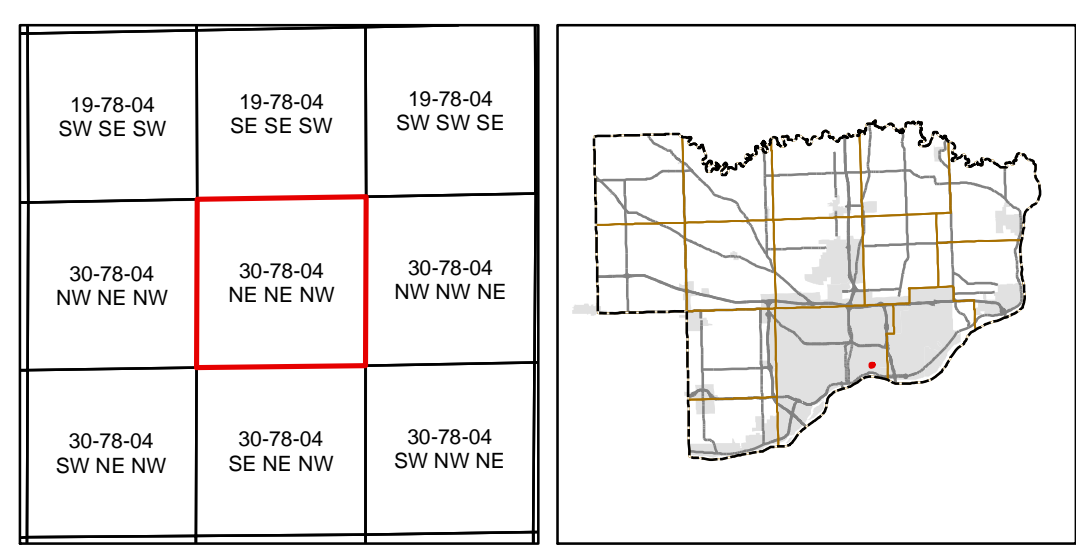 19-78-04
SW SE SW
19-78-04
SE SE SW
19-78-04
SW SW SE
30-78-04
NW NE NW
30-78-04
NE NE NW
30-78-04
NW NW NE
30-78-04
SW NE NW
30-78-04
SE NE NW
30-78-04
SW NW NE